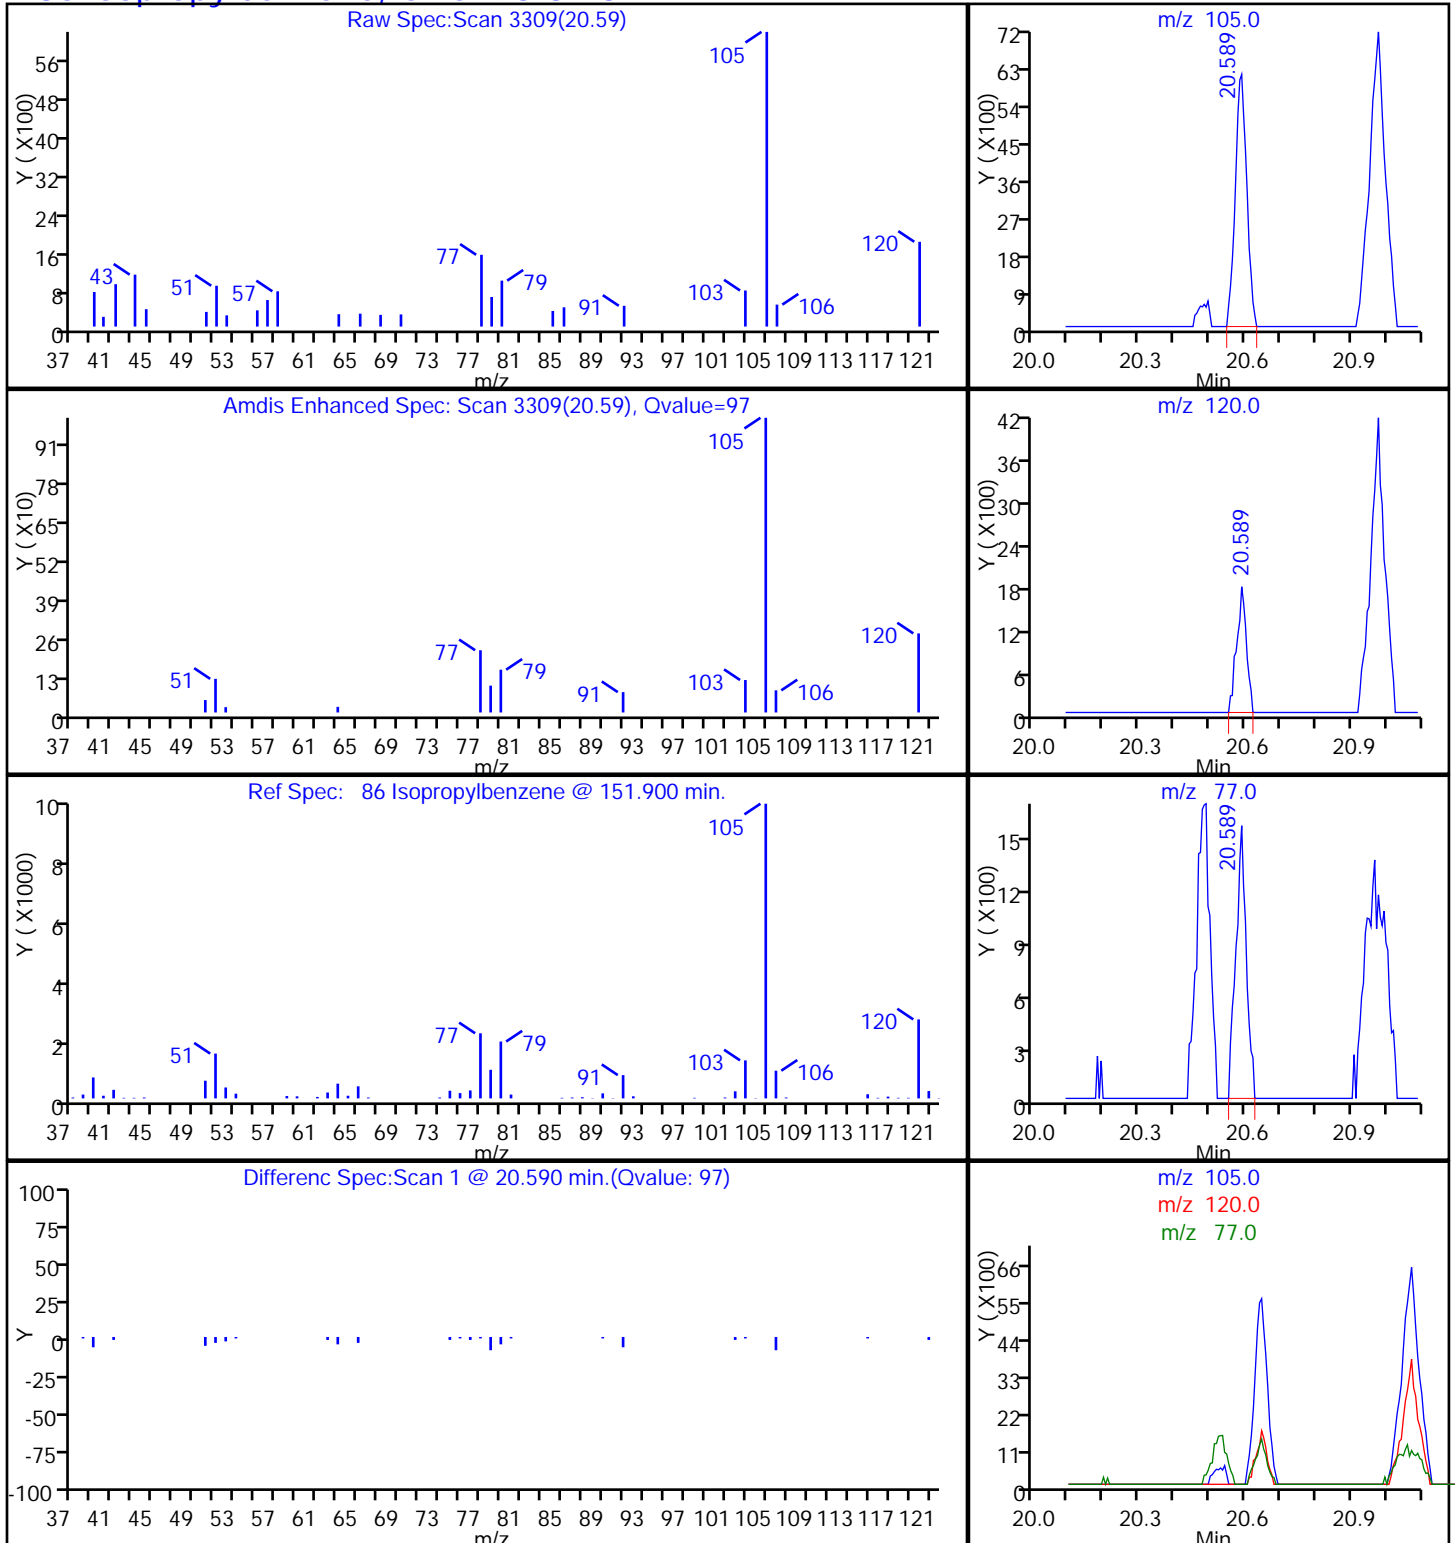 Raw Spec:Scan 3309(20.59)
Y ( X100)
56
48
40
32
24
16
8
0
105
120
77
79
43
51
57
91
103
106
37 41 45 49 53 57 61 65 69 73 77 81 85 89 93 97 101 105 109 113 117 121
m/z
m/z 105.0
Y ( X100)
72
63
54
45
36
27
18
9
0
20.589
20.0 20.3 20.6 20.9
Min
Amdis Enhanced Spec: Scan 3309(20.59), Qvalue=97
Y ( X10)
91
78
65
52
39
26
13
0
105
120
77
79
51
91
103
106
37 41 45 49 53 57 61 65 69 73 77 81 85 89 93 97 101 105 109 113 117 121
m/z
m/z 120.0
Y ( X100)
42
36
30
24
18
12
6
0
20.589
20.0 20.3 20.6 20.9
Min
Ref Spec: 86 Isopropylbenzene @ 151.900 min.
Y ( X1000)
10
8
6
4
2
0
105
120
77
79
51
91
103
106
37 41 45 49 53 57 61 65 69 73 77 81 85 89 93 97 101 105 109 113 117 121
m/z
m/z 77.0
Y ( X100)
15
12
9
6
3
0
20.589
20.0 20.3 20.6 20.9
Min
Differenc Spec:Scan 1 @ 20.590 min.(Qvalue: 97)
Y
100
75
50
25
0
-25
-50
-75
-100
37 41 45 49 53 57 61 65 69 73 77 81 85 89 93 97 101 105 109 113 117 121
m/z
m/z 105.0
m/z 120.0
m/z 77.0
Y ( X100)
66
55
44
33
22
11
0
20.0 20.3 20.6 20.9
Min